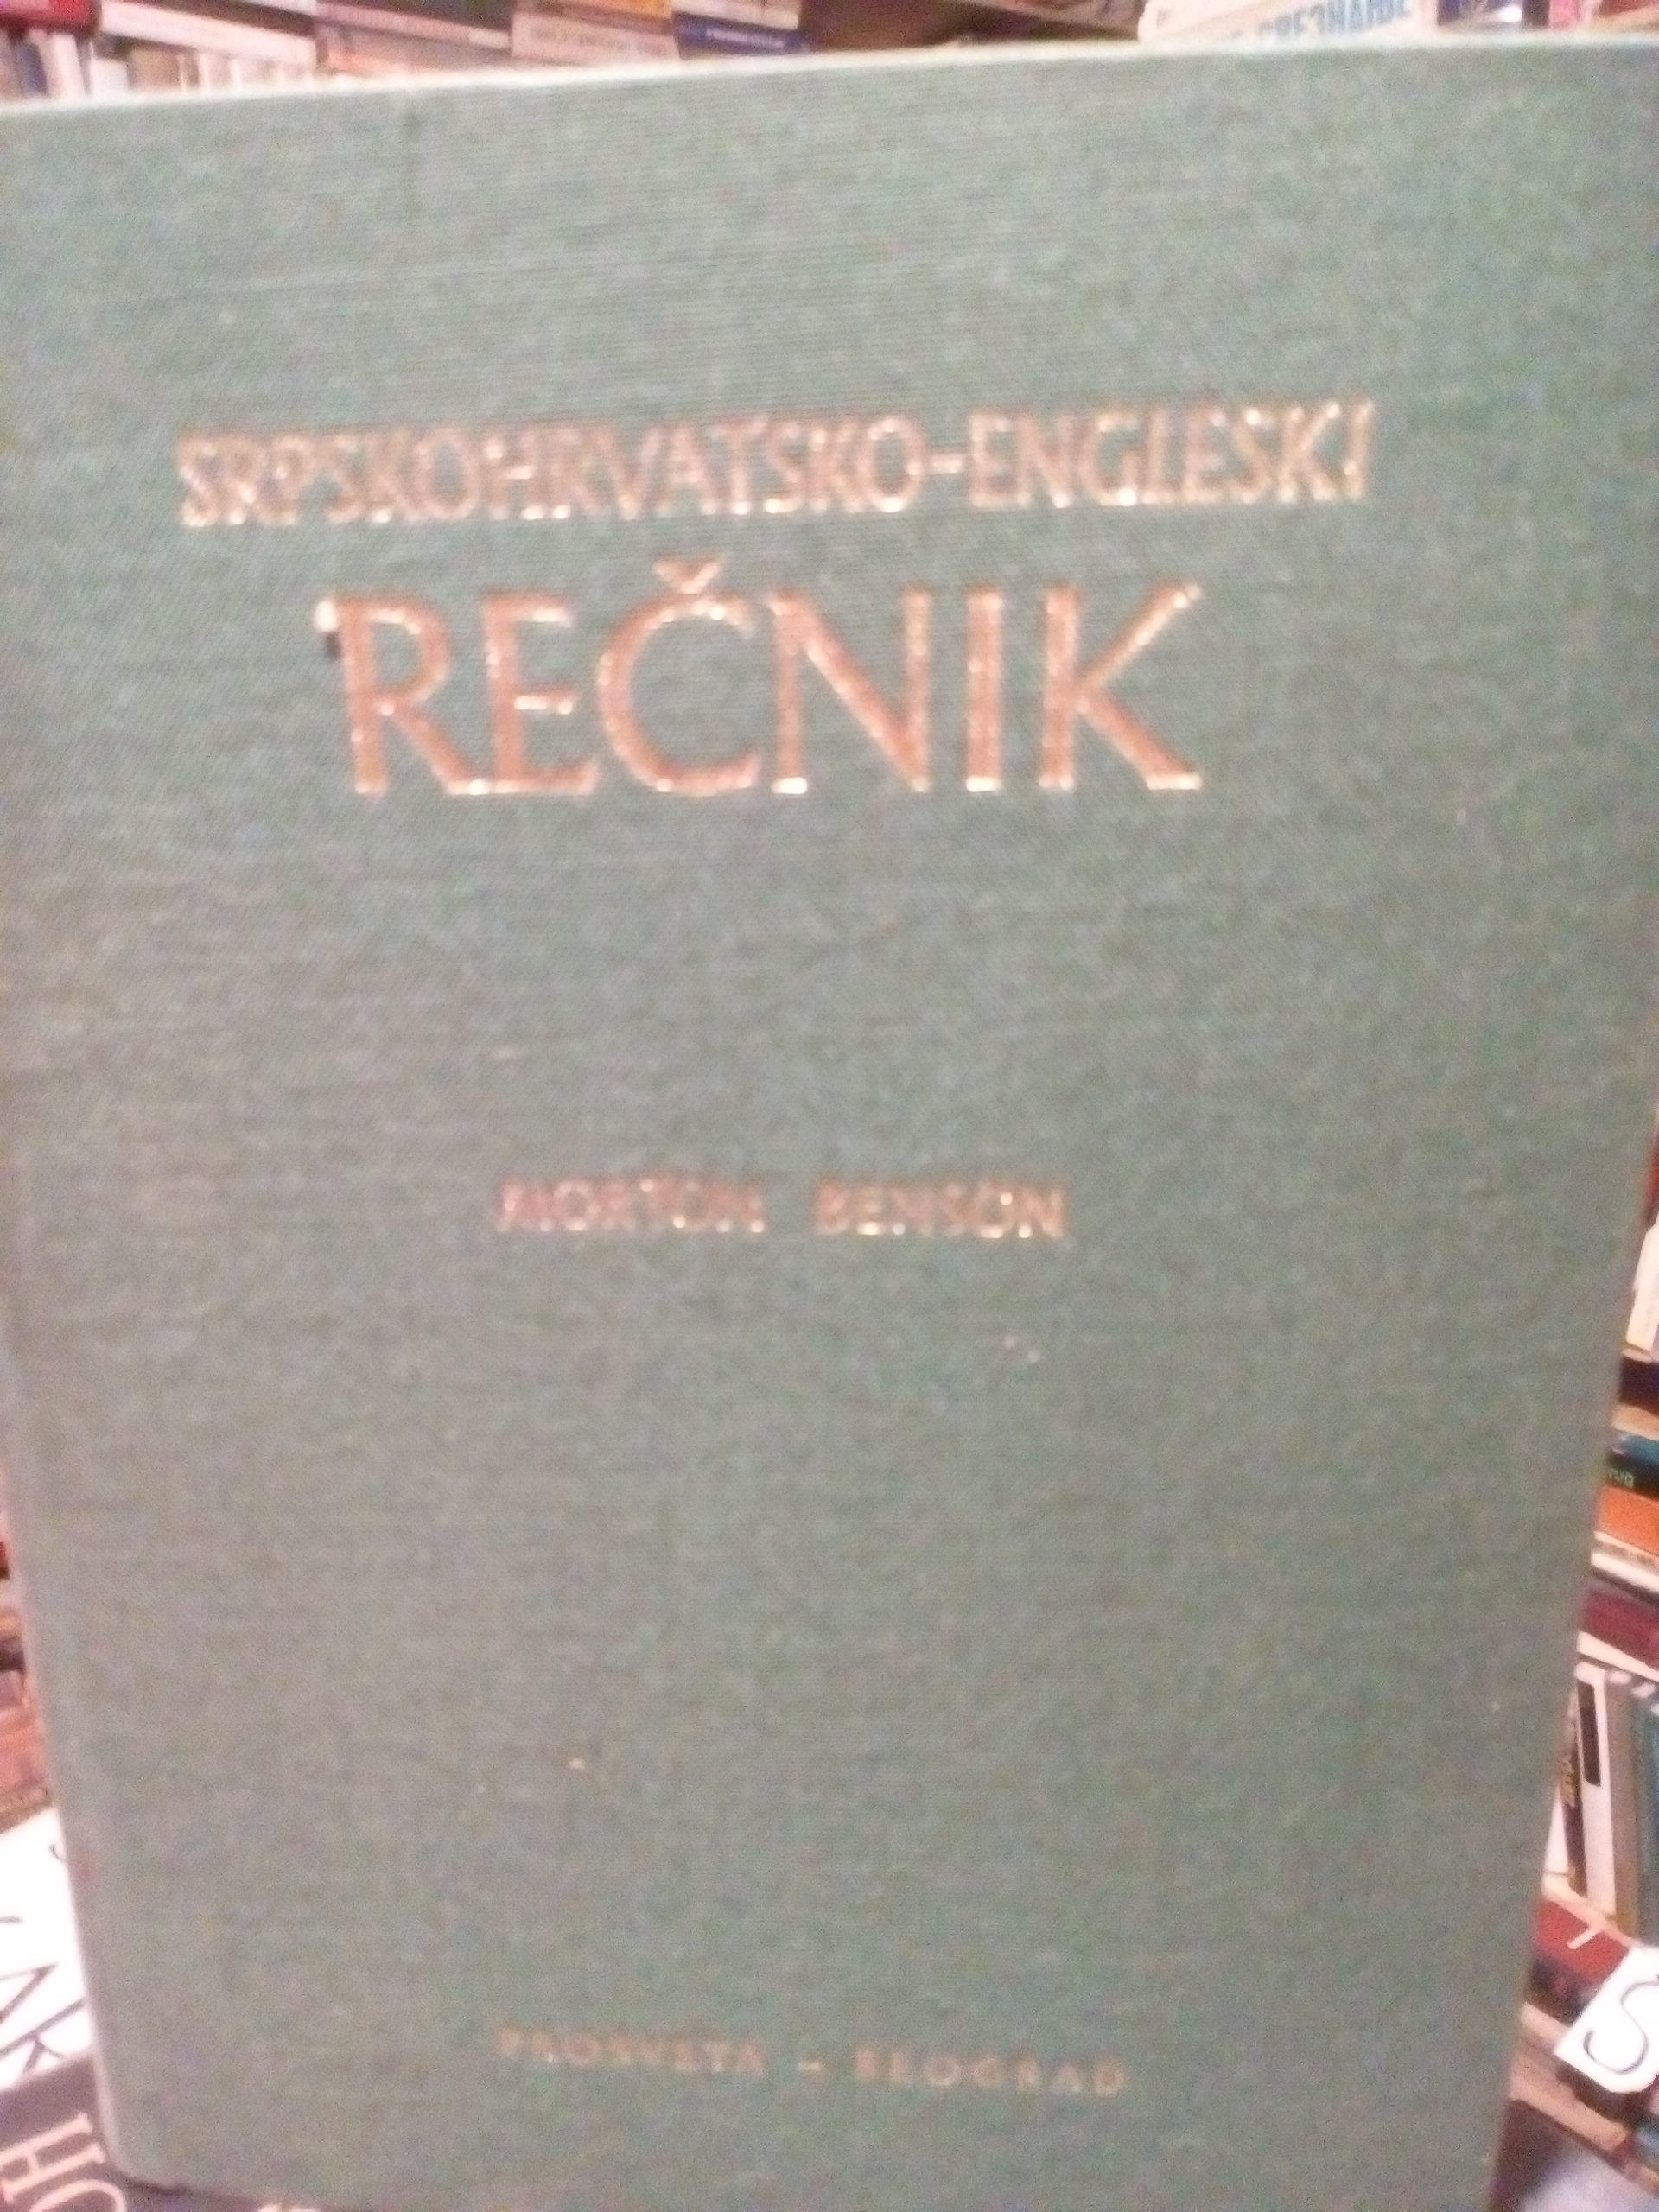 SRPSKOHRVATSKO-ENGLESKI
REČNIK
MORTON BENSON
PROSVETA - BEOGRAD